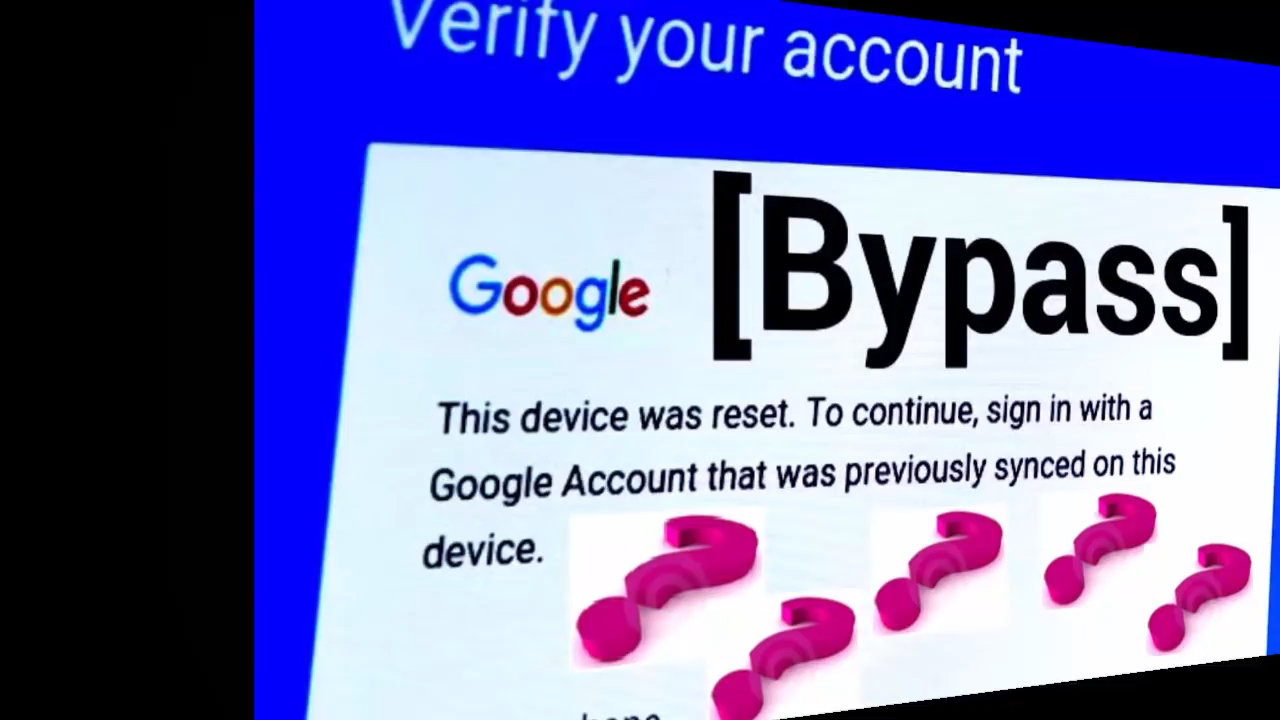 Verify your account
Google [Bypass]
This device was reset. To continue, sign in with a
Google Account that was previously synced on this
device.